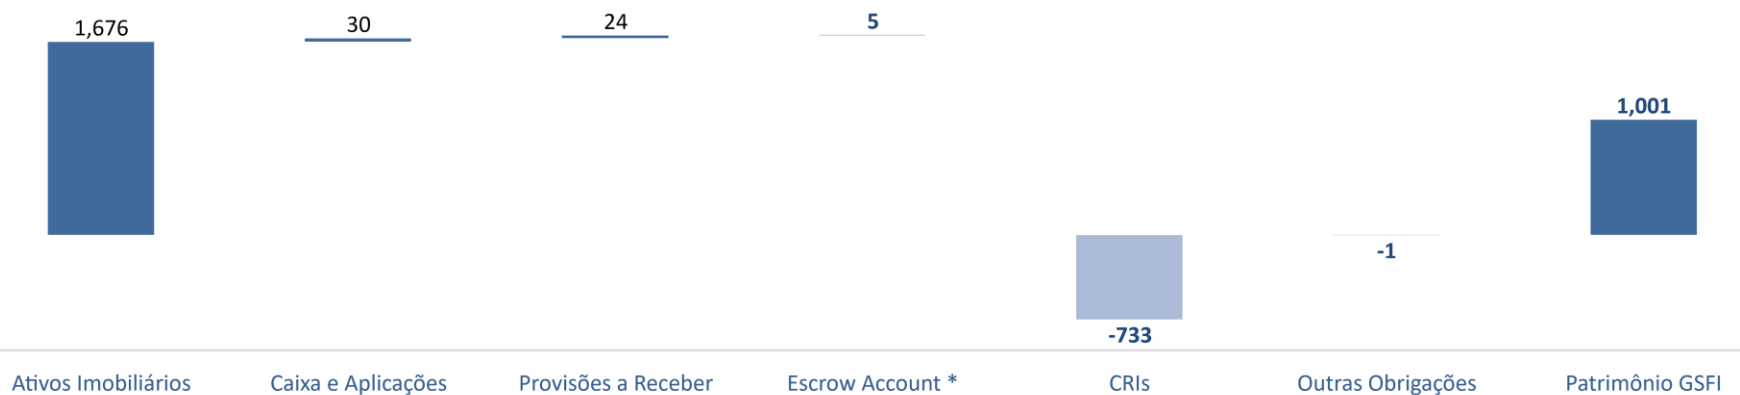 1,676
30
24
5
-733
-1
1,001
Ativos Imobiliários
Caixa e Aplicações
Provisões a Receber
Escrow Account *
CRIs
Outras Obrigações
Patrimônio GSFI